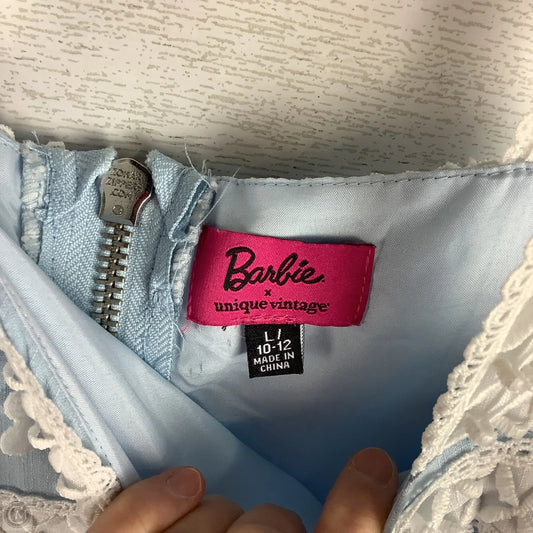 Barbie
x
unique vintage
L/
10-12
MADE IN
CHINA